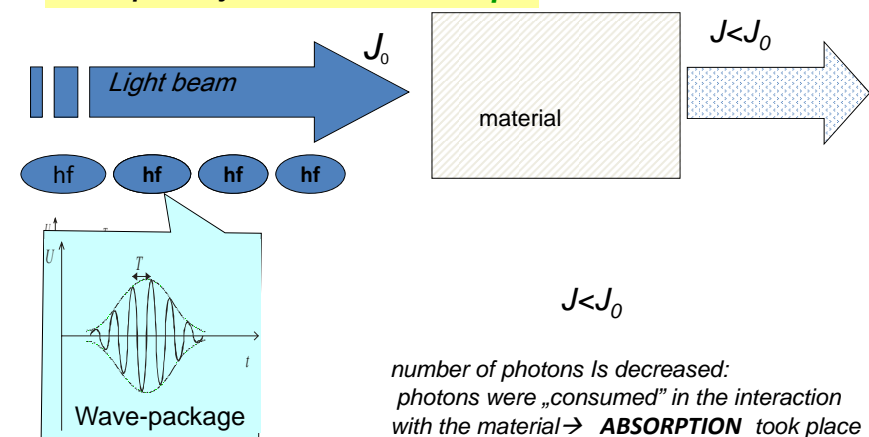 J0
J<J0
Light beam
material
hf hf hf hf
U
U
T
t
Wave-package
J<J0
number of photons Is decreased:
photons were „consumed” in the interaction
with the material→ ABSORPTION took place